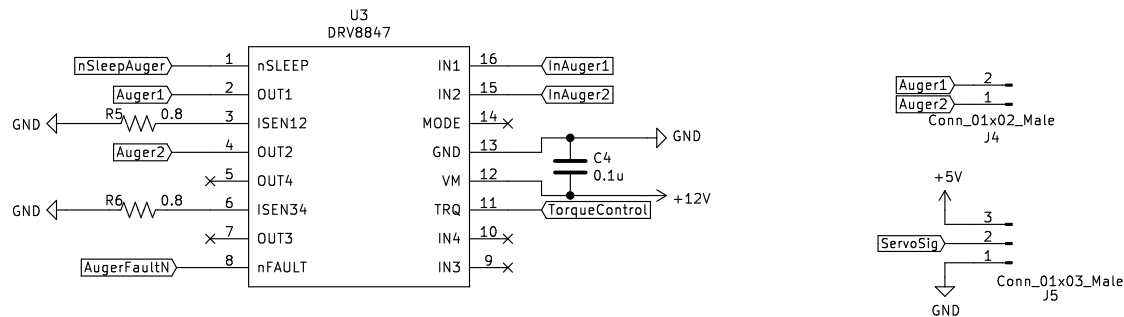 U3
DRV8847
nSleepAuger 1 nSLEEP IN1 16 InAuger1
Auger1 2 OUT1 IN2 15 InAuger2
GND R5 0.8 3 ISEN12 MODE 14
Auger2 4 OUT2 GND 13 GND
C4
0.1u
5 OUT4 VM 12 +12V
GND R6 0.8 6 ISEN34 TRQ 11 TorqueControl
7 OUT3 IN4 10
AugerFaultN 8 nFAULT IN3 9
Auger1 2
Auger2 1
Conn_01x02_Male
J4
+5V
3
ServoSig 2
1
Conn_01x03_Male
J5
GND